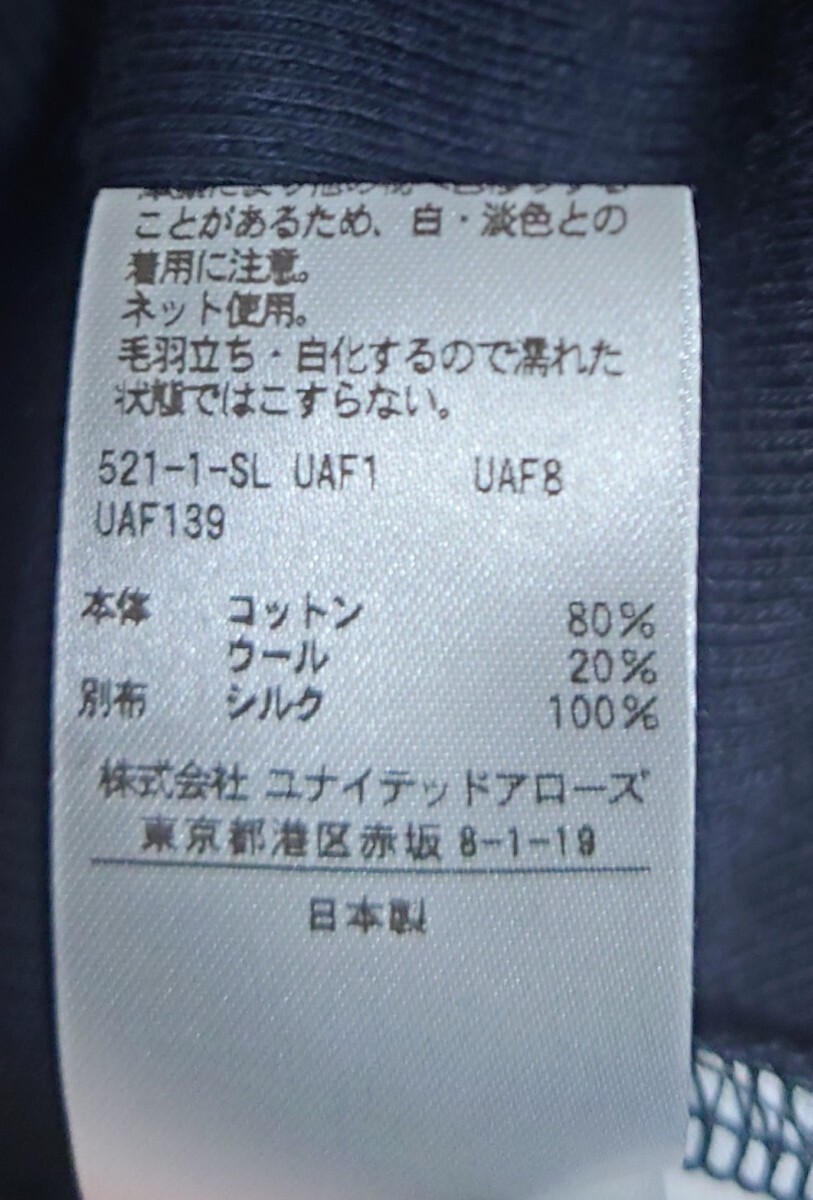 ことがあるため、白・淡色との
着用に注意。
ネット使用。
毛羽立ち・白化するので濡れた
状態ではこすらない。
521-1-SL UAF1 UAF8
UAF139
本体 コットン 80%
ウール 20%
別布 シルク 100%
株式会社 ユナイテッドアローズ
東京都港区赤坂 8-1-19
日本製